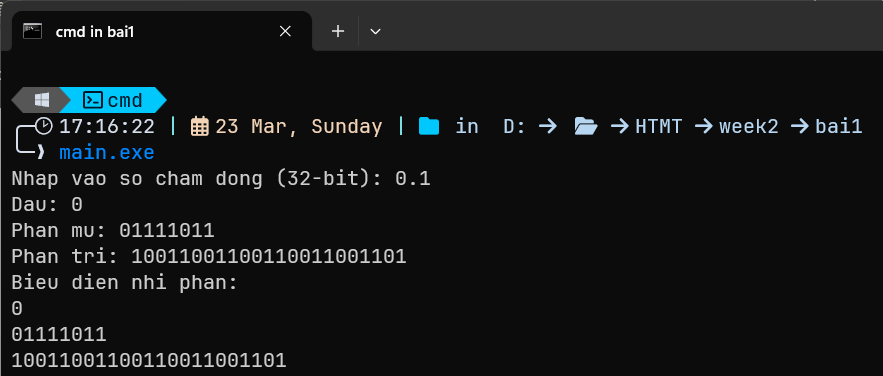 cmd in bai1
cmd
17:16:22 | 23 Mar, Sunday | in D: → → HTMT → week2 → bai1
main.exe
Nhap vao so cham dong (32-bit): 0.1
Dau: 0
Phan mu: 01111011
Phan tri: 10011001100110011001101
Bieu dien nhi phan:
0
01111011
10011001100110011001101